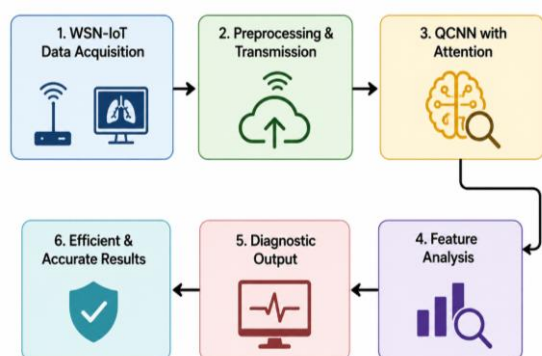 1. WSN-IoT
Data Acquisition
2. Preprocessing &
Transmission
3. QCNN with
Attention
4. Feature
Analysis
5. Diagnostic
Output
6. Efficient &
Accurate Results